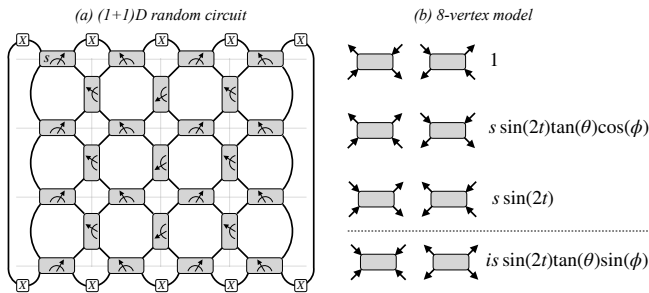 (a) (1+1)D random circuit
(b) 8-vertex model
X X X X X
s
1
s sin(2t)tan(θ)cos(ϕ)
s sin(2t)
is sin(2t)tan(θ)sin(ϕ)
X X X X X